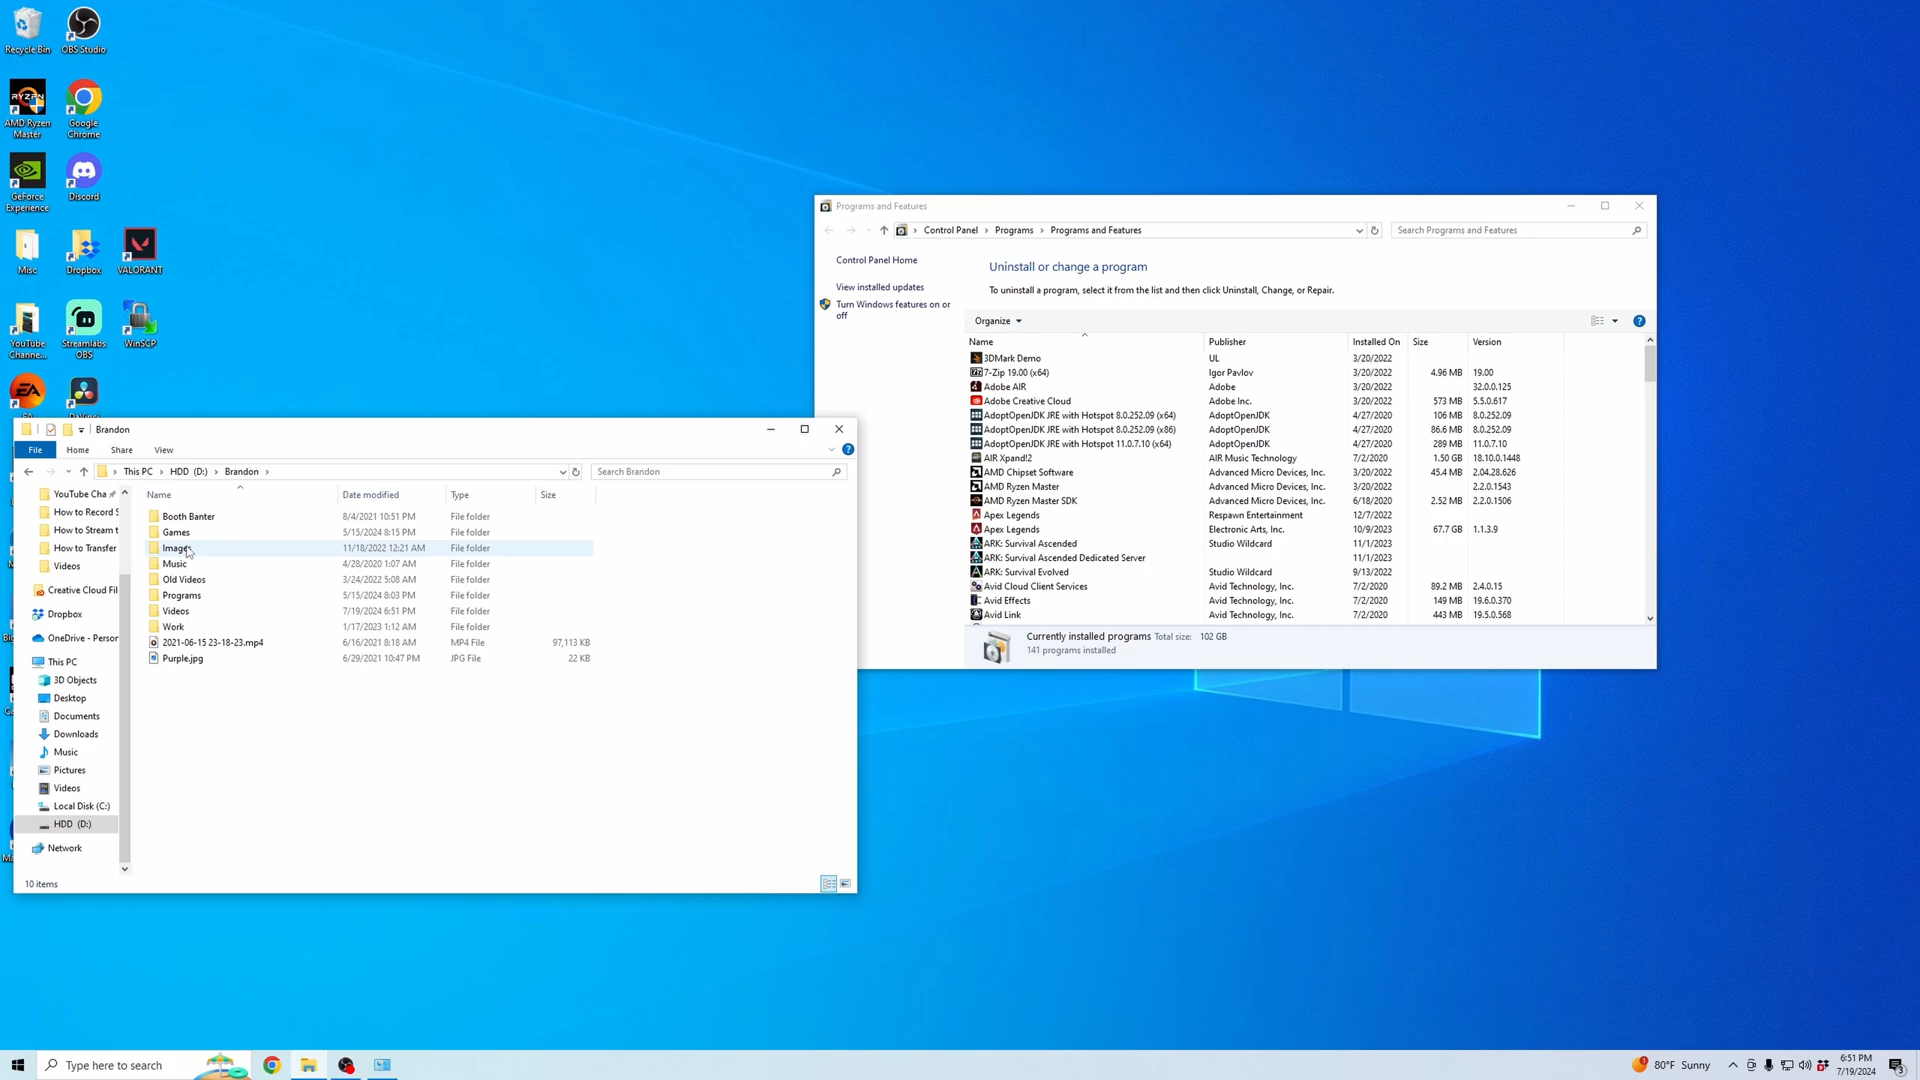 Recycle Bin
OBS Studio
AMD Ryzen
Master
Google
Chrome
GeForce
Experience
Discord
Misc
Dropbox
VALORANT
YouTube
Channe...
Streamlabs
OBS
WinSCP
Programs and Features
Control Panel › Programs › Programs and Features
Search Programs and Features
Control Panel Home
View installed updates
Turn Windows features on or
off
Uninstall or change a program
To uninstall a program, select it from the list and then click Uninstall, Change, or Repair.
Organize
Name Publisher Installed On Size Version
3DMark Demo UL 3/20/2022
7-Zip 19.00 (x64) Igor Pavlov 3/20/2022 4.96 MB 19.00
Adobe AIR Adobe 3/20/2022 32.0.0.125
Adobe Creative Cloud Adobe Inc. 3/20/2022 573 MB 5.5.0.617
AdoptOpenJDK JRE with Hotspot 8.0.252.09 (x64) AdoptOpenJDK 4/27/2020 106 MB 8.0.252.09
AdoptOpenJDK JRE with Hotspot 8.0.252.09 (x86) AdoptOpenJDK 4/27/2020 86.6 MB 8.0.252.09
AdoptOpenJDK JRE with Hotspot 11.0.7.10 (x64) AdoptOpenJDK 4/27/2020 289 MB 11.0.7.10
AIR Xpand!2 AIR Music Technology 7/2/2020 1.50 GB 18.10.0.1448
AMD Chipset Software Advanced Micro Devices, Inc. 3/20/2022 45.4 MB 2.04.28.626
AMD Ryzen Master Advanced Micro Devices, Inc. 3/20/2022 2.2.0.1543
AMD Ryzen Master SDK Advanced Micro Devices, Inc. 6/18/2020 2.52 MB 2.2.0.1506
Apex Legends Respawn Entertainment 12/7/2022
Apex Legends Electronic Arts, Inc. 10/9/2023 67.7 GB 1.1.3.9
ARK: Survival Ascended Studio Wildcard 11/1/2023
ARK: Survival Ascended Dedicated Server 11/1/2023
ARK: Survival Evolved Studio Wildcard 9/13/2022
Avid Cloud Client Services Avid Technology, Inc. 7/2/2020 89.2 MB 2.4.0.15
Avid Effects Avid Technology, Inc. 7/2/2020 149 MB 19.6.0.370
Avid Link Avid Technology, Inc. 7/2/2020 443 MB 19.5.0.568
Currently installed programs Total size: 102 GB
141 programs installed
Brandon
File Home Share View
This PC › HDD (D:) › Brandon ›
Search Brandon
YouTube Cha
How to Record S
How to Stream t
How to Transfer
Videos
Creative Cloud Fil
Dropbox
OneDrive - Person
This PC
3D Objects
Desktop
Documents
Downloads
Music
Pictures
Videos
Local Disk (C:)
HDD (D:)
Network
Name Date modified Type Size
Booth Banter 8/4/2021 10:51 PM File folder
Games 5/15/2024 8:15 PM File folder
Images 11/18/2022 12:21 AM File folder
Music 4/28/2020 1:07 AM File folder
Old Videos 3/24/2022 5:08 AM File folder
Programs 5/15/2024 8:03 PM File folder
Videos 7/19/2024 6:51 PM File folder
Work 1/17/2023 1:12 AM File folder
2021-06-15 23-18-23.mp4 6/16/2021 8:18 AM MP4 File 97,113 KB
Purple.jpg 6/29/2021 10:47 PM JPG File 22 KB
10 items
Type here to search
80°F Sunny
6:51 PM
7/19/2024